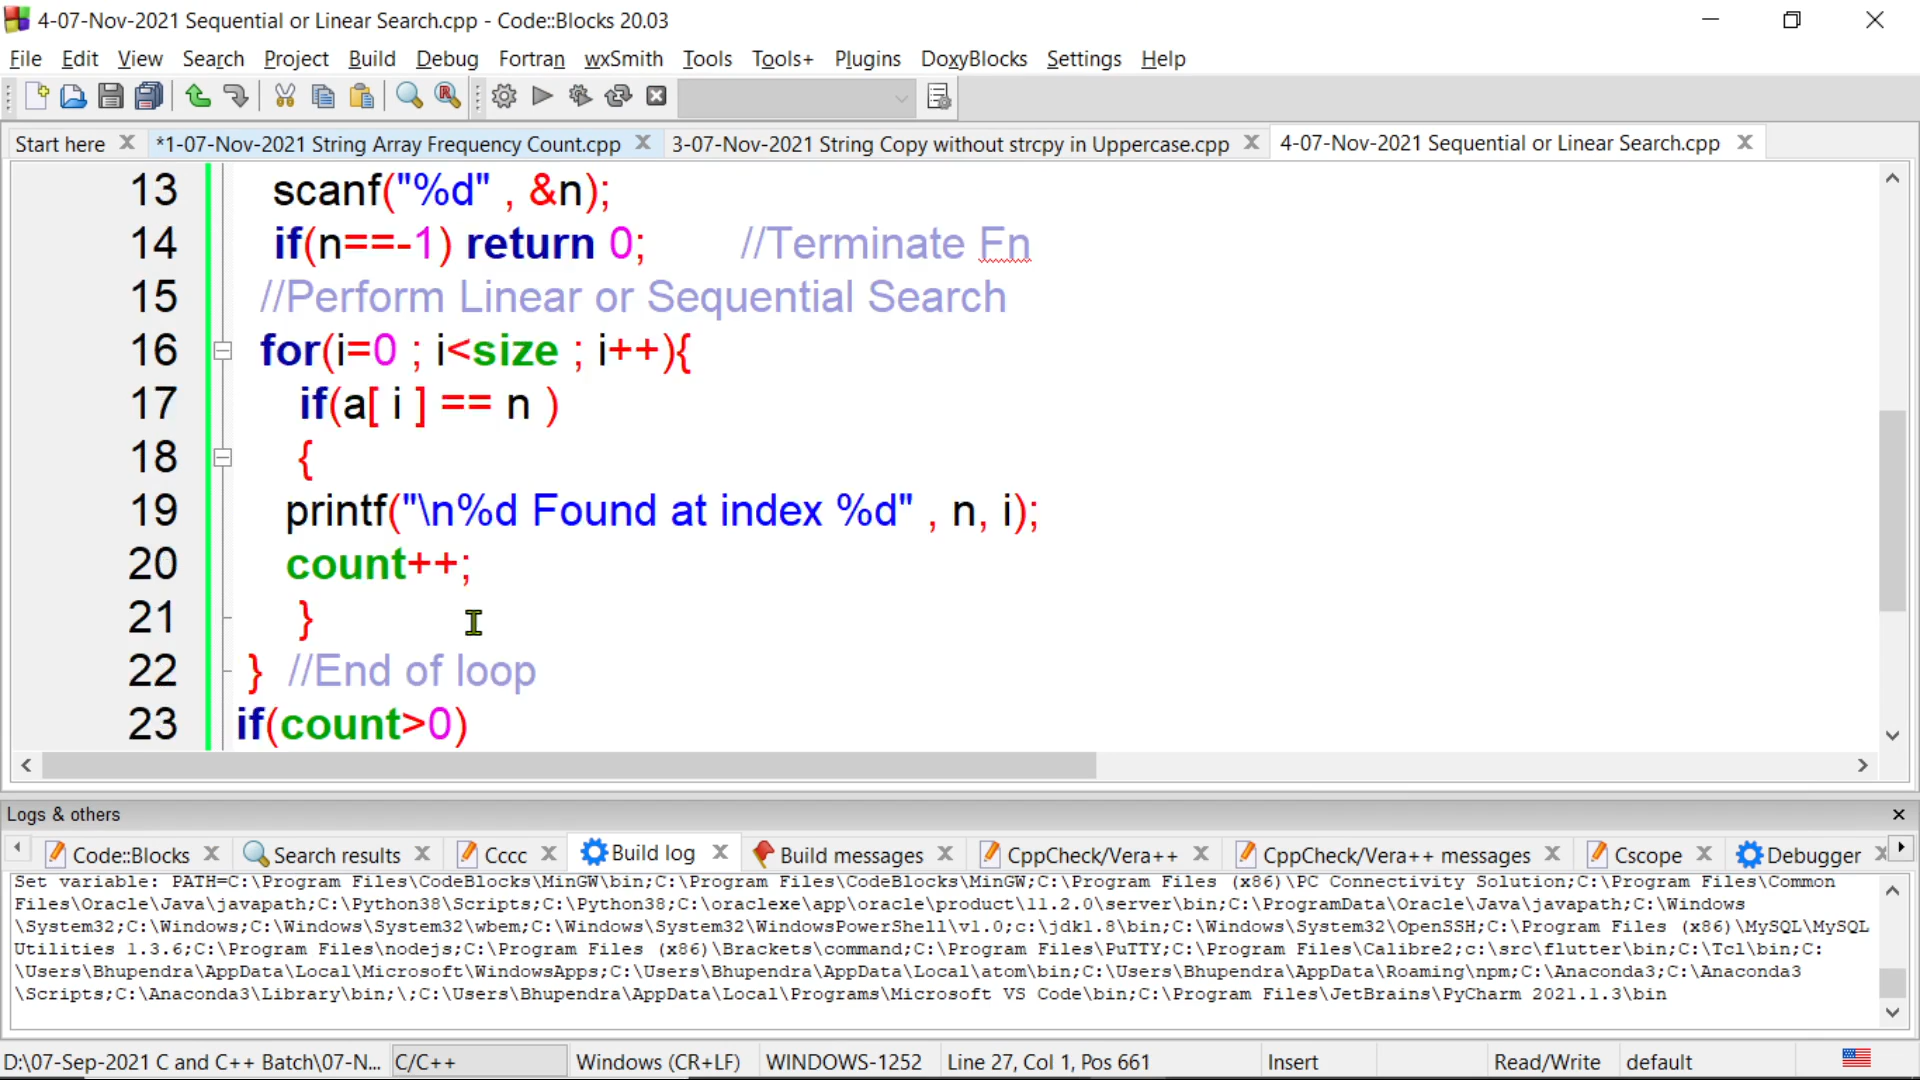 4-07-Nov-2021 Sequential or Linear Search.cpp - Code::Blocks 20.03
File Edit View Search Project Build Debug Fortran wxSmith Tools Tools+ Plugins DoxyBlocks Settings Help
Start here *1-07-Nov-2021 String Array Frequency Count.cpp 3-07-Nov-2021 String Copy without strcpy in Uppercase.cpp 4-07-Nov-2021 Sequential or Linear Search.cpp
13 scanf("%d" , &n);
14 if(n==-1) return 0; //Terminate Fn
15 //Perform Linear or Sequential Search
16 for(i=0 ; i<size ; i++){
17 if(a[ i ] == n )
18 {
19 printf("\n%d Found at index %d" , n, i);
20 count++;
21 }
22 } //End of loop
23 if(count>0)
Logs & others
Code::Blocks Search results Cccc Build log Build messages CppCheck/Vera++ CppCheck/Vera++ messages Cscope Debugger
Set variable: PATH=C:\Program Files\CodeBlocks\MinGW\bin;C:\Program Files\CodeBlocks\MinGW;C:\Program Files (x86)\PC Connectivity Solution;C:\Program Files\Common
Files\Oracle\Java\javapath;C:\Python38\Scripts;C:\Python38;C:\oraclexe\app\oracle\product\11.2.0\server\bin;C:\ProgramData\Oracle\Java\javapath;C:\Windows
\System32;C:\Windows;C:\Windows\System32\wbem;C:\Windows\System32\WindowsPowerShell\v1.0;c:\jdk1.8\bin;C:\Windows\System32\OpenSSH;C:\Program Files (x86)\MySQL\MySQL
Utilities 1.3.6;C:\Program Files\nodejs;C:\Program Files (x86)\Brackets\command;C:\Program Files\PuTTY;C:\Program Files\Calibre2;c:\src\flutter\bin;C:\Tcl\bin;C:
\Users\Bhupendra\AppData\Local\Microsoft\WindowsApps;C:\Users\Bhupendra\AppData\Local\atom\bin;C:\Users\Bhupendra\AppData\Roaming\npm;C:\Anaconda3;C:\Anaconda3
\Scripts;C:\Anaconda3\Library\bin;\;C:\Users\Bhupendra\AppData\Local\Programs\Microsoft VS Code\bin;C:\Program Files\JetBrains\PyCharm 2021.1.3\bin
D:\07-Sep-2021 C and C++ Batch\07-N... C/C++ Windows (CR+LF) WINDOWS-1252 Line 27, Col 1, Pos 661 Insert Read/Write default